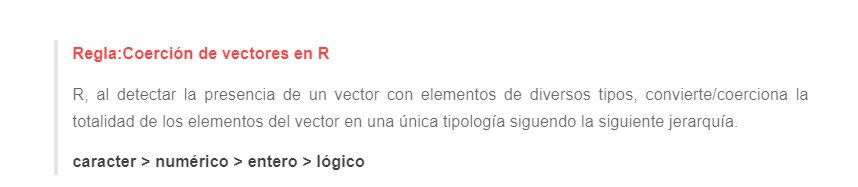 Regla:Coerción de vectores en R
R, al detectar la presencia de un vector con elementos de diversos tipos, convierte/coerciona la
totalidad de los elementos del vector en una única tipología siguendo la siguiente jerarquía.
caracter > numérico > entero > lógico